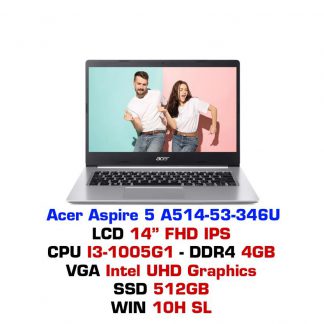 acer
Acer Aspire 5 A514-53-346U
LCD 14” FHD IPS
CPU I3-1005G1 - DDR4 4GB
VGA Intel UHD Graphics
SSD 512GB
WIN 10H SL